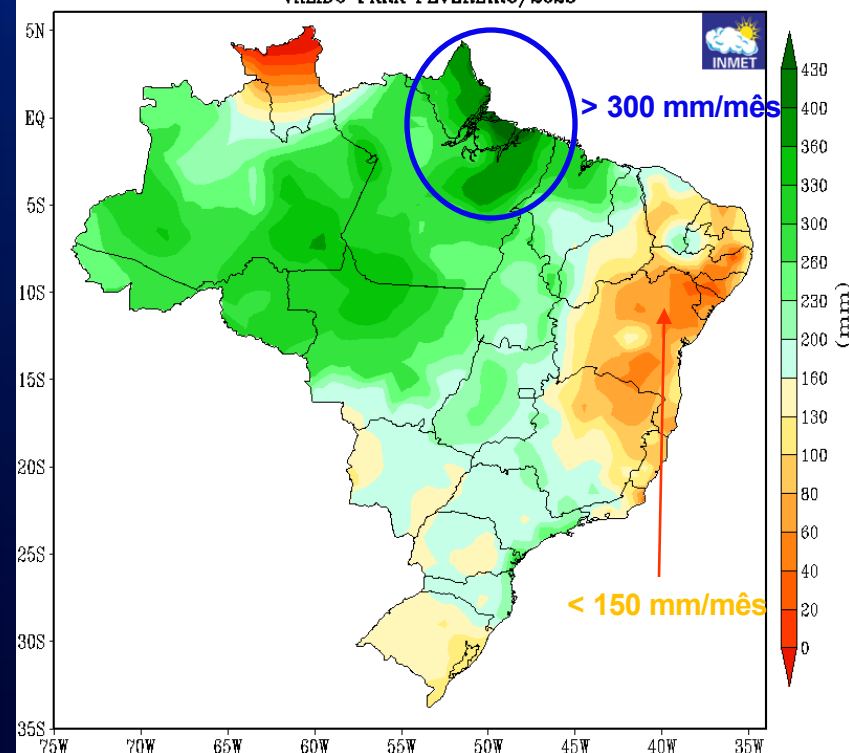 VALIDO PARA
5N
EQ
5S
10S
15S
20S
25S
30S
35S
75W
70W
65W
60W
55W
50W
45W
40W
35W
INMET
> 300 mm/mês
< 150 mm/mês
430
400
360
330
300
260
230
200
160
130
100
80
60
40
20
0
(mm)